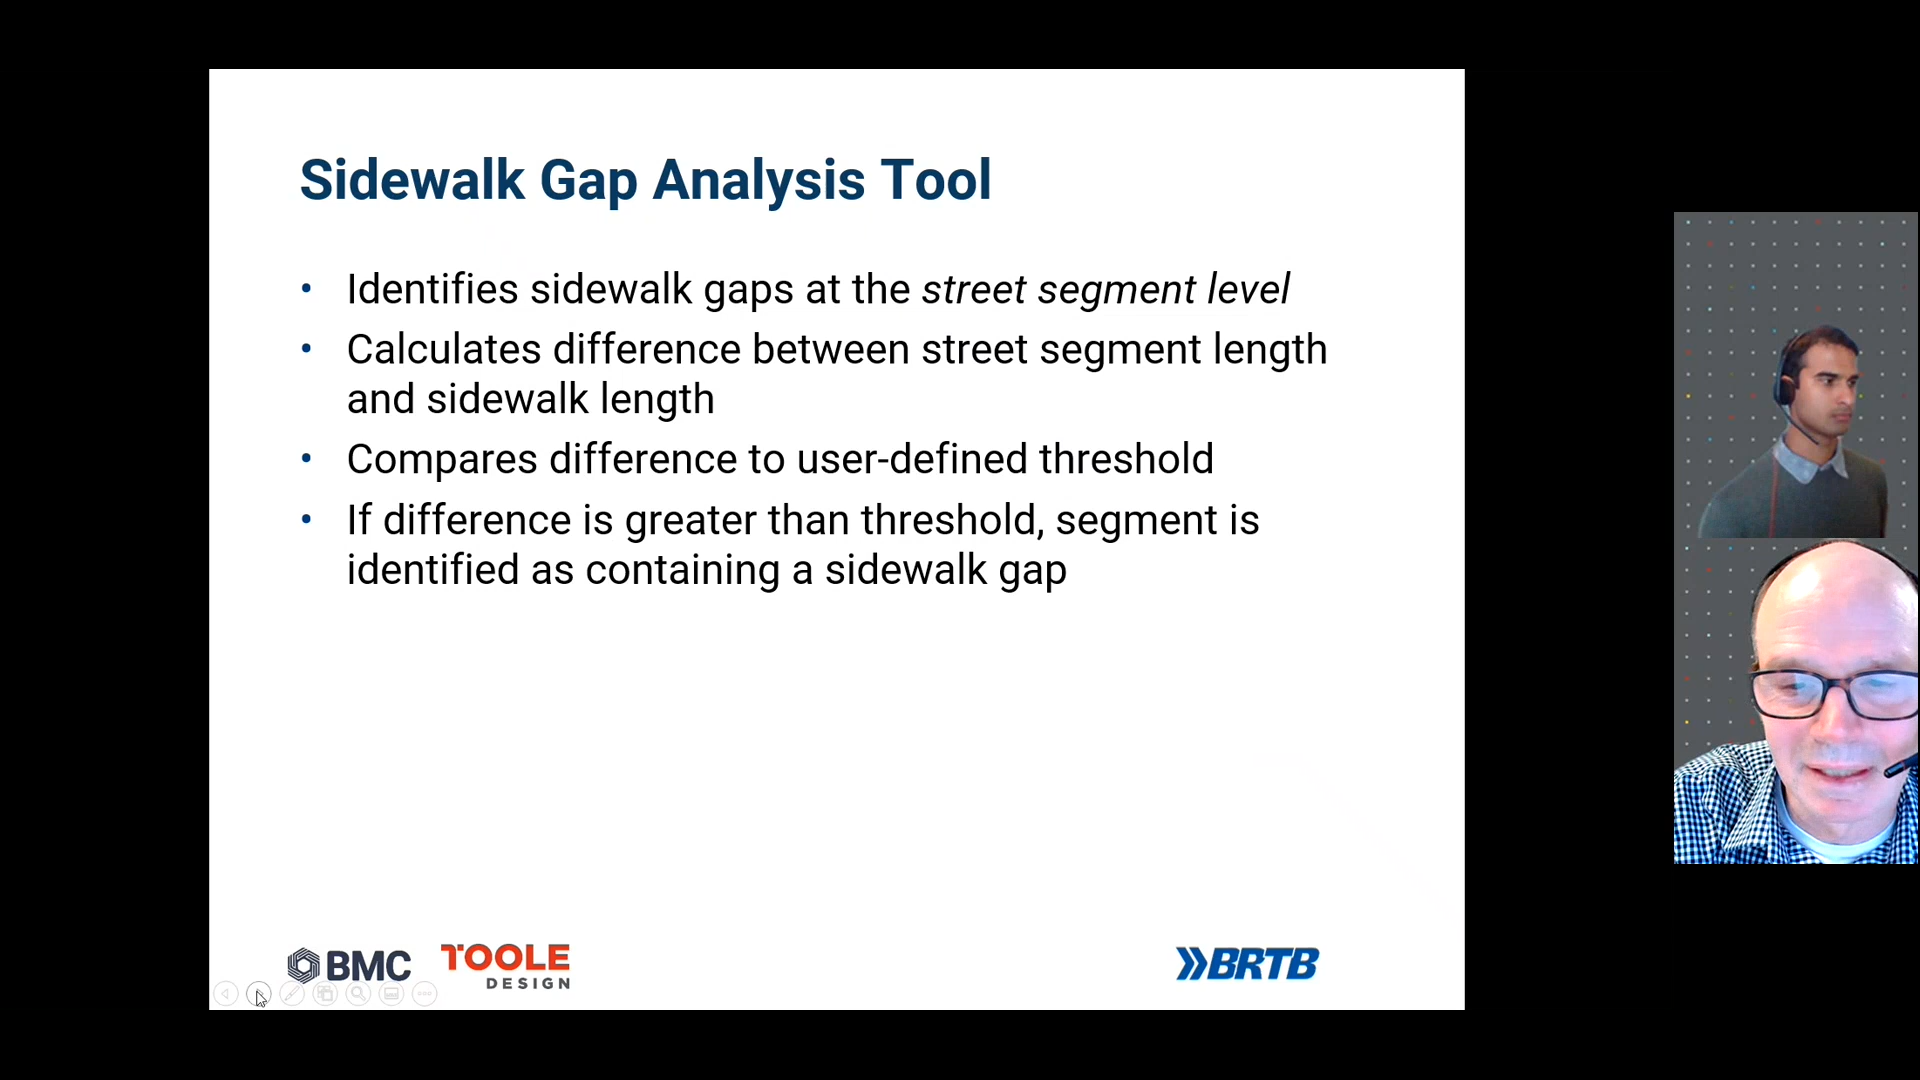 Sidewalk Gap Analysis Tool
• Identifies sidewalk gaps at the street segment level
• Calculates difference between street segment length
and sidewalk length
• Compares difference to user-defined threshold
• If difference is greater than threshold, segment is
identified as containing a sidewalk gap
BMC
TOOLE
DESIGN
BRTB